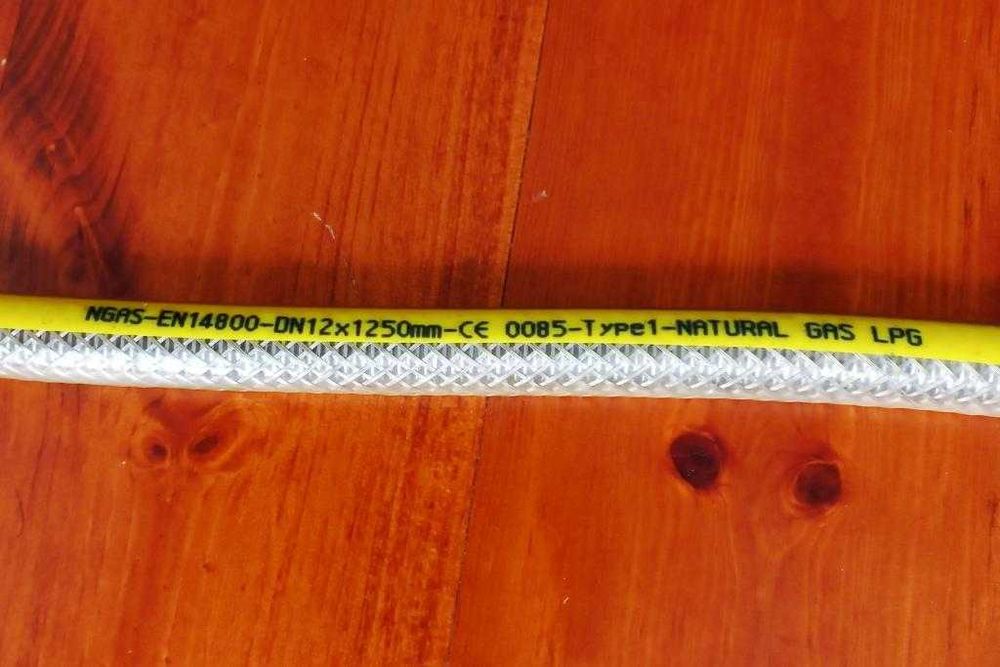 NGAS-EN14800-DN12x1250mm-CE 0085-Type1-NATURAL GAS LPG